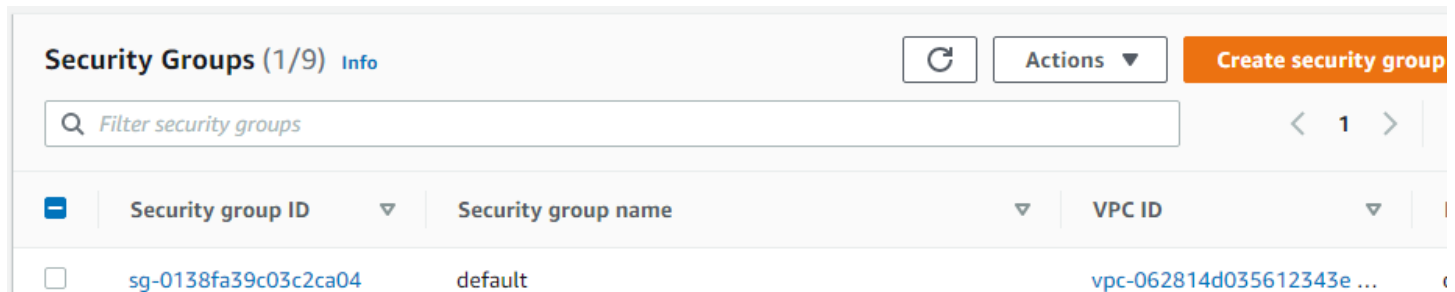 Security Groups (1/9) Info
Actions
Create security group
Filter security groups
1
Security group ID
Security group name
VPC ID
sg-0138fa39c03c2ca04
default
vpc-062814d035612343e ...